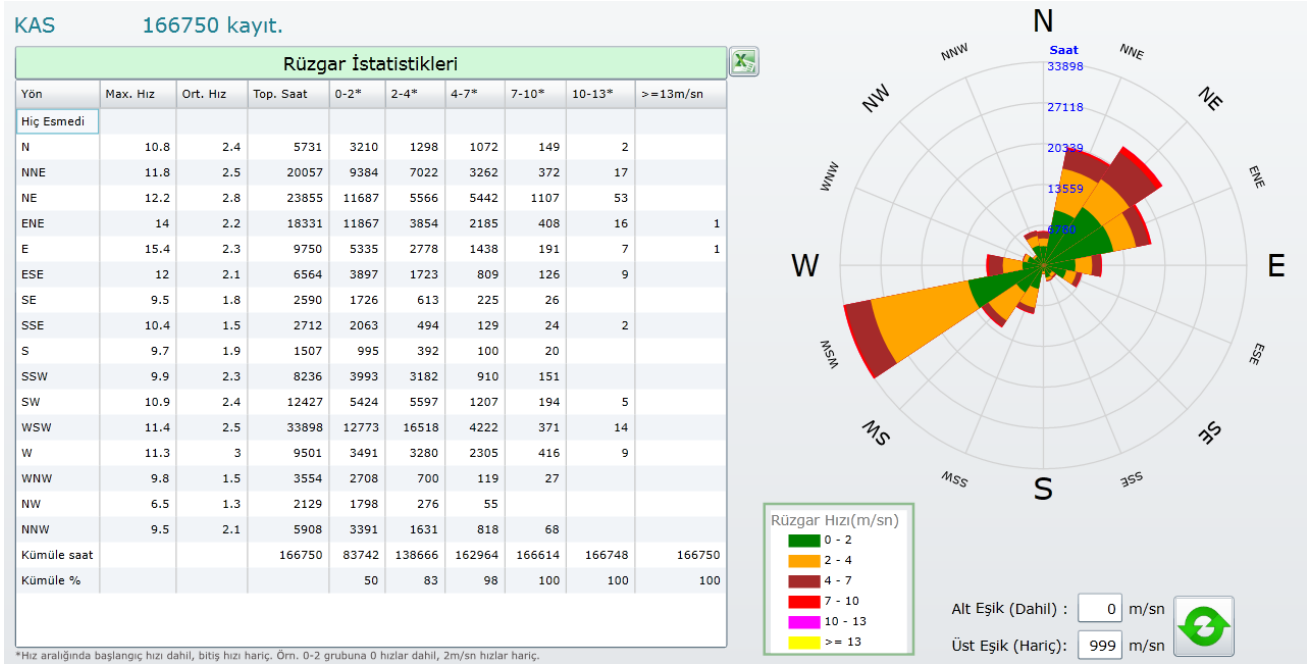 KAS 166750 kayıt.
Rüzgar İstatistikleri
Yön Max. Hız Ort. Hız Top. Saat 0-2* 2-4* 4-7* 7-10* 10-13* >=13m/sn
Hiç Esmedi
N 10.8 2.4 5731 3210 1298 1072 149 2
NNE 11.8 2.5 20057 9384 7022 3262 372 17
NE 12.2 2.8 23855 11687 5566 5442 1107 53
ENE 14 2.2 18331 11867 3854 2185 408 16 1
E 15.4 2.3 9750 5335 2778 1438 191 7 1
ESE 12 2.1 6564 3897 1723 809 126 9
SE 9.5 1.8 2590 1726 613 225 26
SSE 10.4 1.5 2712 2063 494 129 24 2
S 9.7 1.9 1507 995 392 100 20
SSW 9.9 2.3 8236 3993 3182 910 151
SW 10.9 2.4 12427 5424 5597 1207 194 5
WSW 11.4 2.5 33898 12773 16518 4222 371 14
W 11.3 3 9501 3491 3280 2305 416 9
WNW 9.8 1.5 3554 2708 700 119 27
NW 6.5 1.3 2129 1798 276 55
NNW 9.5 2.1 5908 3391 1631 818 68
Kümüle saat 166750 83742 138666 162964 166614 166748 166750
Kümüle % 50 83 98 100 100 100
*Hız aralığında başlangıç hızı dahil, bitiş hızı hariç. Örn. 0-2 grubuna 0 hızlar dahil, 2m/sn hızlar hariç.
N
NNW
Saat
NNE
33898
NW
NE
27118
20339
WNW
ENE
13559
6780
W
E
WSW
ESE
SW
SE
SSW
SSE
S
Rüzgar Hızı(m/sn)
0 - 2
2 - 4
4 - 7
7 - 10
10 - 13
>= 13
Alt Eşik (Dahil) : 0 m/sn
Üst Eşik (Hariç): 999 m/sn